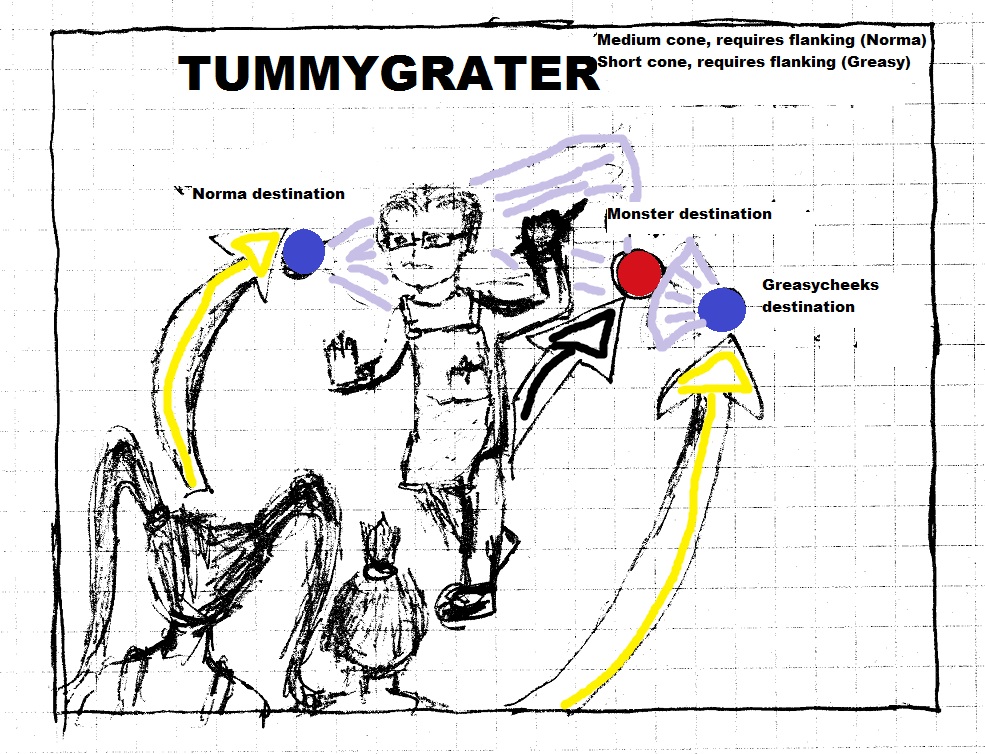 TUMMYGRATER
Medium cone, requires flanking (Norma)
Short cone, requires flanking (Greasy)
Norma destination
Monster destination
Greasycheeks
destination